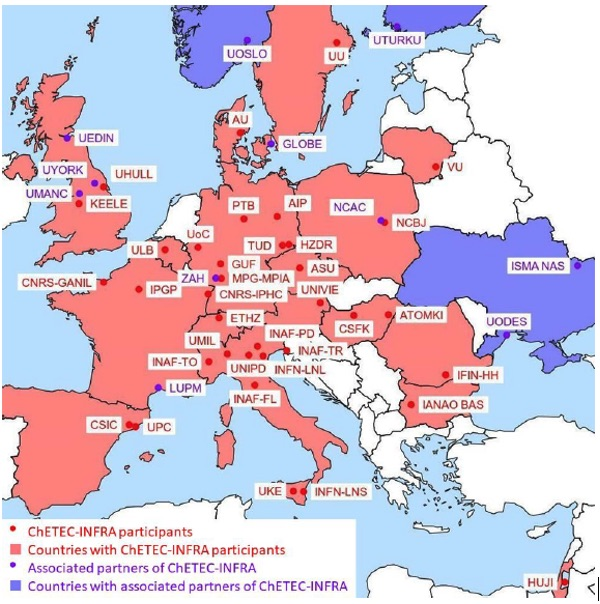 UOSLO
UU
UTURKU
AU
GLOBE
UEDIN
UYORK
UHULL
UMANC
KEELE
VU
PTB
AIP
NCAC
NCBJ
UoC
ULB
TUD
HZDR
ISMA NAS
GUF
ASU
ZAH
MPG-MPIA
CNRS-GANIL
IPGP
CNRS-IPHC
UNIVIE
ETHZ
CSFK
ATOMKI
UODES
INAF-PD
UMIL
INAF-TR
INAF-TO
UNIPD
INFN-LNL
IFIN-HH
LUPM
INAF-FL
IANAO BAS
CSIC
UPC
UKE
INFN-LNS
ChETEC-INFRA participants
Countries with ChETEC-INFRA participants
Associated partners of ChETEC-INFRA
Countries with associated partners of ChETEC-INFRA
HUJI